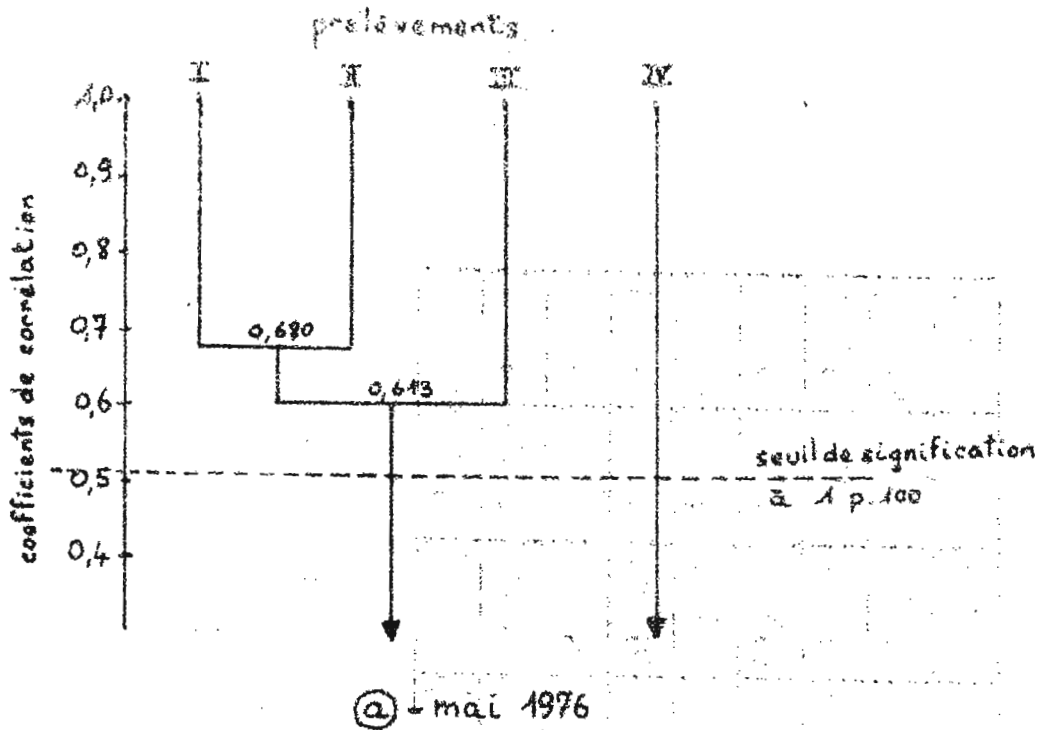 prélèvements
I II III IV
1,0
0,9
0,8
0,7
0,6
0,5
0,4
coefficients de corrélation
0,680
0,613
seuil de signification
à 1 p.100
a - mai 1976